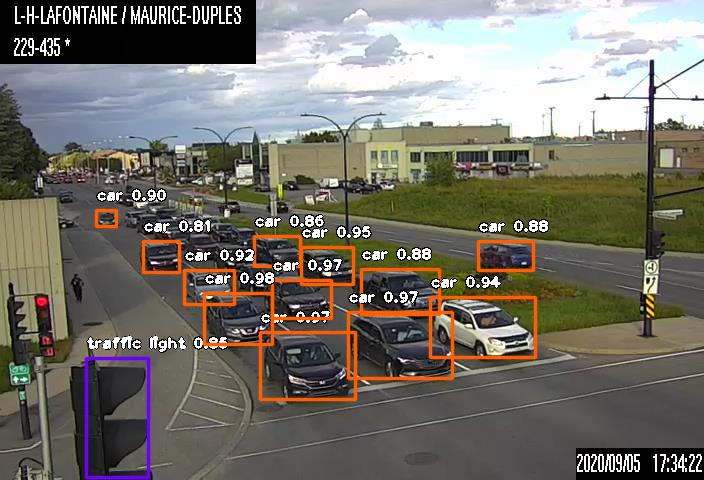 L-H-LAFONTAINE / MAURICE-DUPLES
229-435 *
car 0.90
car 0.81
car 0.86
car 0.95
car 0.88
car 0.92
car 0.97
car 0.88
car 0.98
car 0.97
car 0.94
car 0.97
traffic light 0.85
2020/09/05 17:34:22